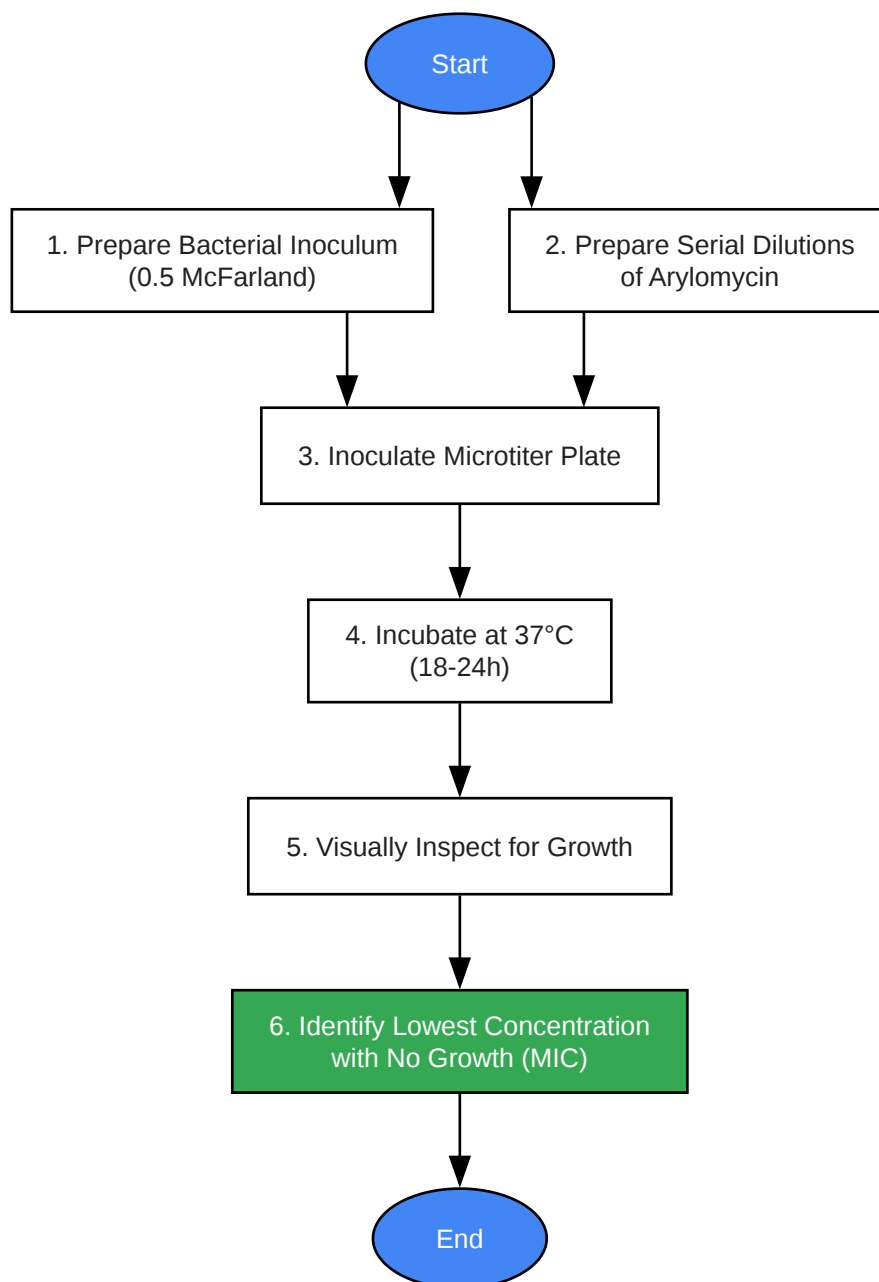 Start
1. Prepare Bacterial Inoculum
(0.5 McFarland)
2. Prepare Serial Dilutions
of Arylomycin
3. Inoculate Microtiter Plate
4. Incubate at 37°C
(18-24h)
5. Visually Inspect for Growth
6. Identify Lowest Concentration
with No Growth (MIC)
End